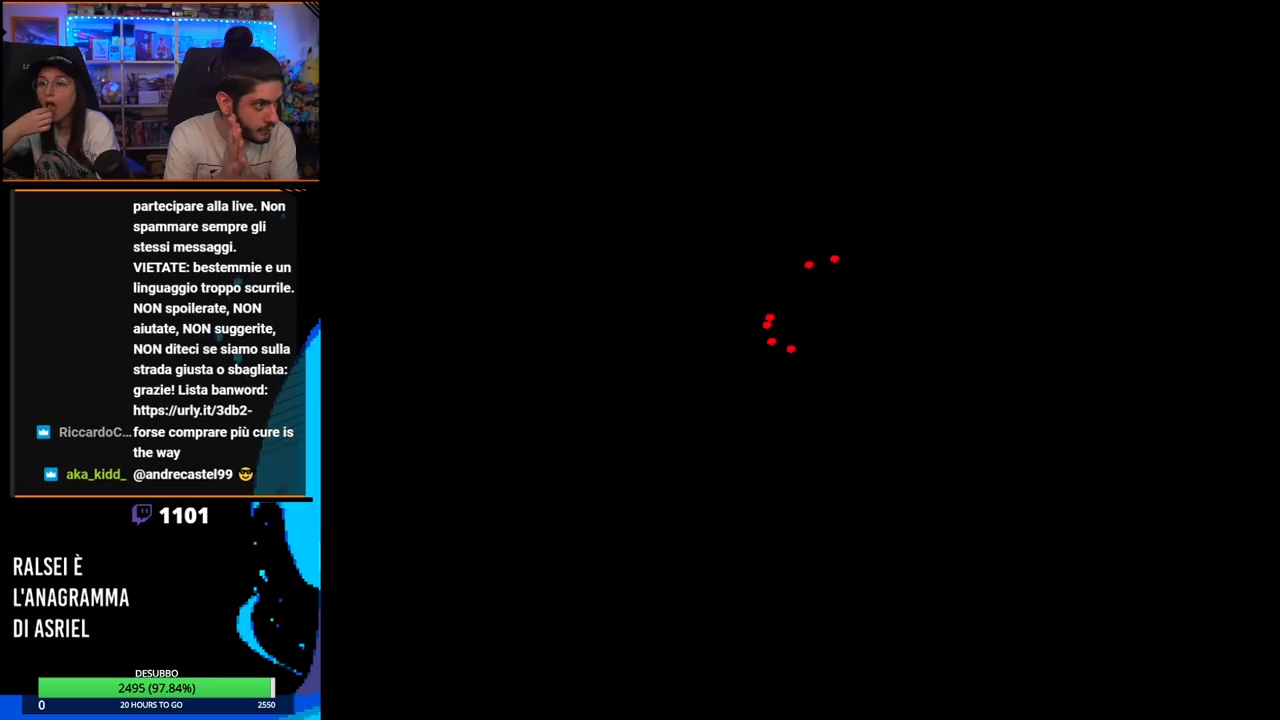 partecipare alla live. Non
spammare sempre gli
stessi messaggi.
VIETATE: bestemmie e un
linguaggio troppo scurrile.
NON spoilerate, NON
aiutate, NON suggerite,
NON diteci se siamo sulla
strada giusta o sbagliata:
grazie! Lista banword:
https://urly.it/3db2-
RiccardoC... forse comprare più cure is
the way
aka_kidd_ @andrecastel99 😎
1101
RALSEI È
L'ANAGRAMMA
DI ASRIEL
DESUBBO
2495 (97.84%)
0 20 HOURS TO GO 2550